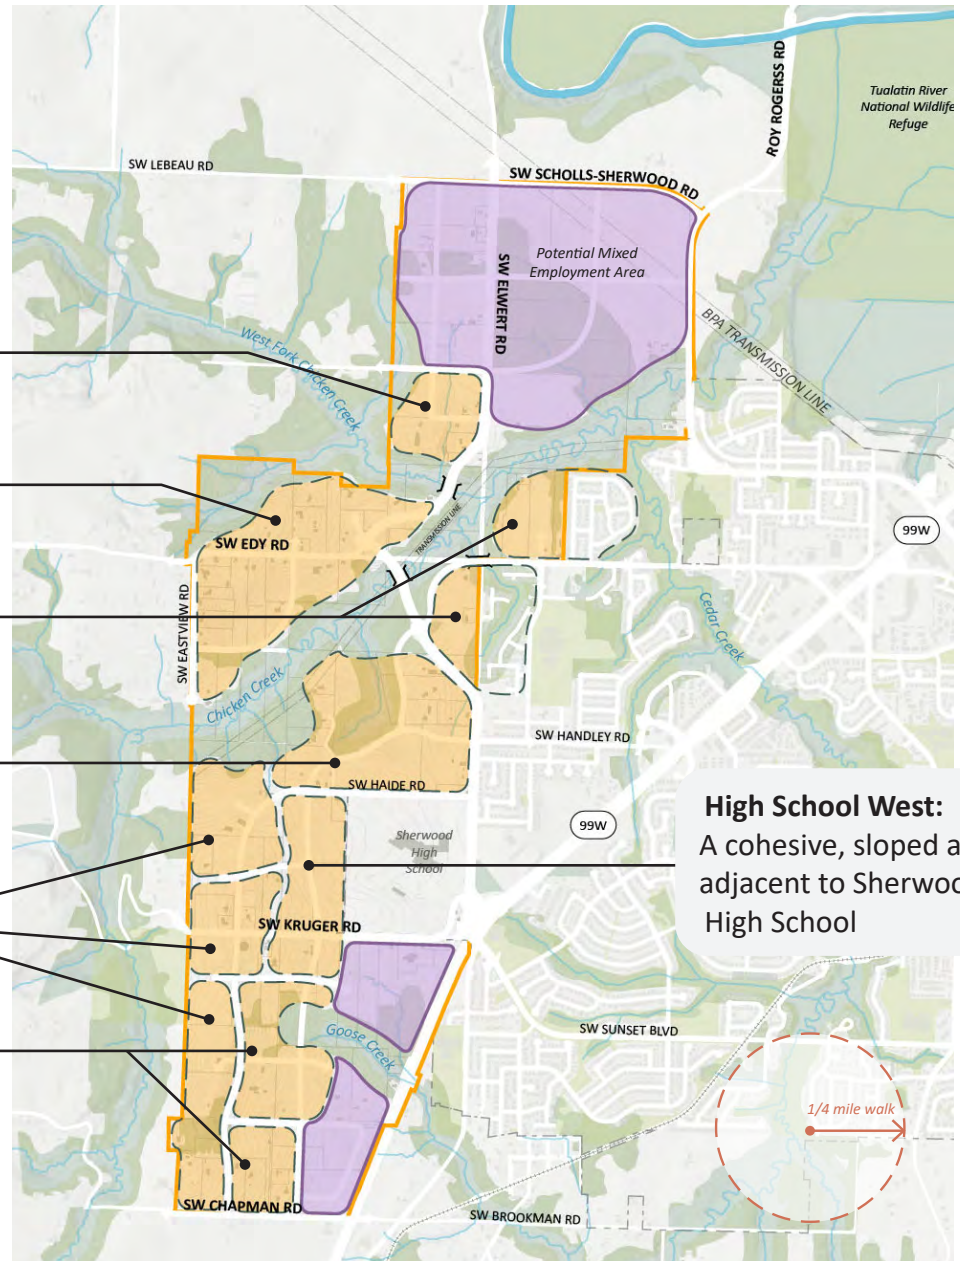 Tualatin River
National Wildlife
Refuge
ROY ROGERSS RD
SW LEBEAU RD
SW SCHOLLS-SHERWOOD RD
Potential Mixed
Employment Area
SW ELWERT RD
BPA TRANSMISSION LINE
West Fork Chicken Creek
99W
TRANSMISSION LINE
SW EDY RD
SW EASTVIEW RD
Cedar Creek
Chicken Creek
SW HANDLEY RD
SW HAIDE RD
99W
Sherwood
High
School
High School West:
A cohesive, sloped a
adjacent to Sherwoo
High School
SW KRUGER RD
Goose Creek
SW SUNSET BLVD
1/4 mile walk
SW CHAPMAN RD
SW BROOKMAN RD